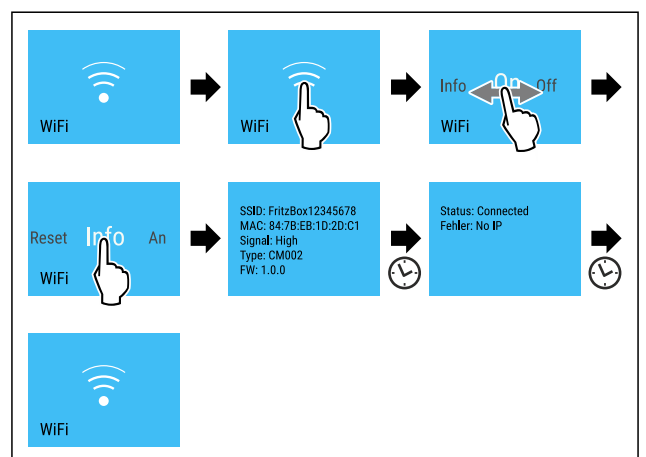 WiFi
WiFi
Info On Off
WiFi
Reset Info An
WiFi
SSID: FritzBox12345678
MAC: 84:7B:EB:1D:2D:C1
Signal: High
Type: CM002
FW: 1.0.0
Status: Connected
Fehler: No IP
WiFi